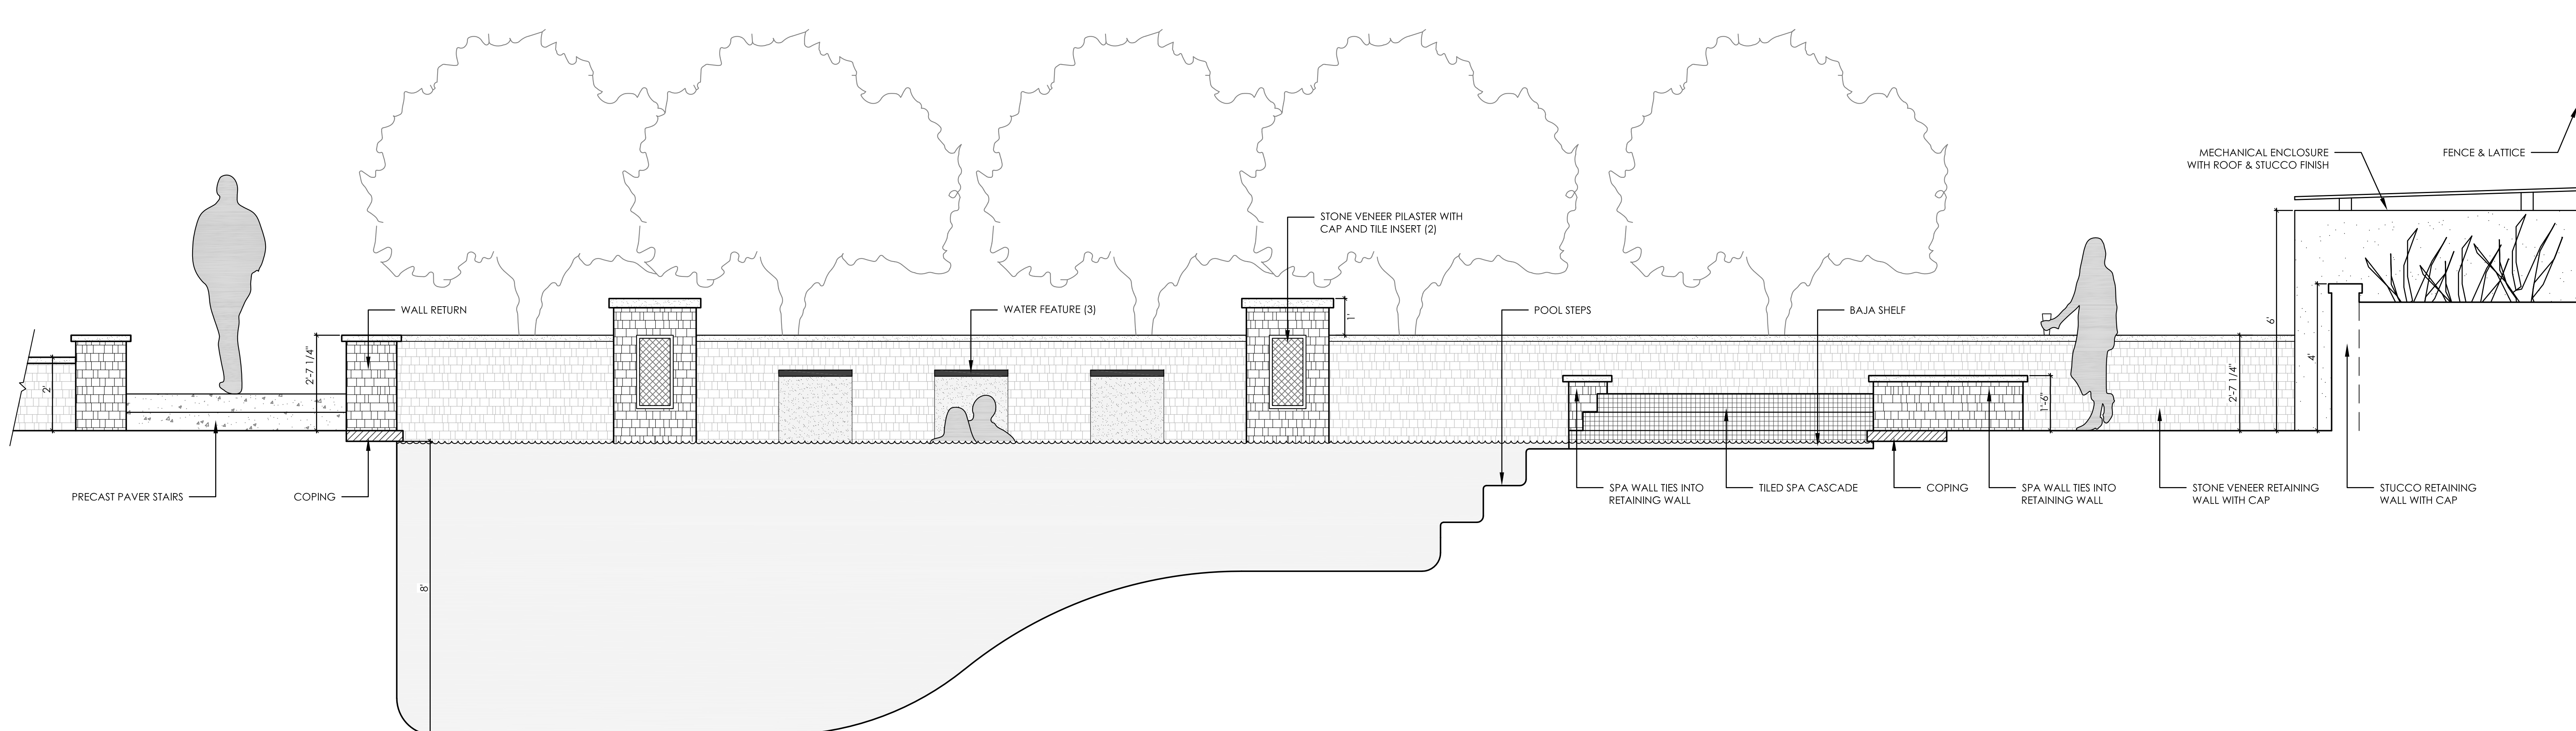 MECHANICAL ENCLOSURE
WITH ROOF & STUCCO FINISH
FENCE & LATTICE
STONE VENEER PILASTER WITH
CAP AND TILE INSERT (2)
WALL RETURN
WATER FEATURE (3)
1'
POOL STEPS
BAJA SHELF
6'
2'
2'-7 1/4"
4'
1'-6"
2'-7 1/4"
PRECAST PAVER STAIRS
COPING
SPA WALL TIES INTO
RETAINING WALL
TILED SPA CASCADE
COPING
SPA WALL TIES INTO
RETAINING WALL
STONE VENEER RETAINING
WALL WITH CAP
STUCCO RETAINING
WALL WITH CAP
8'